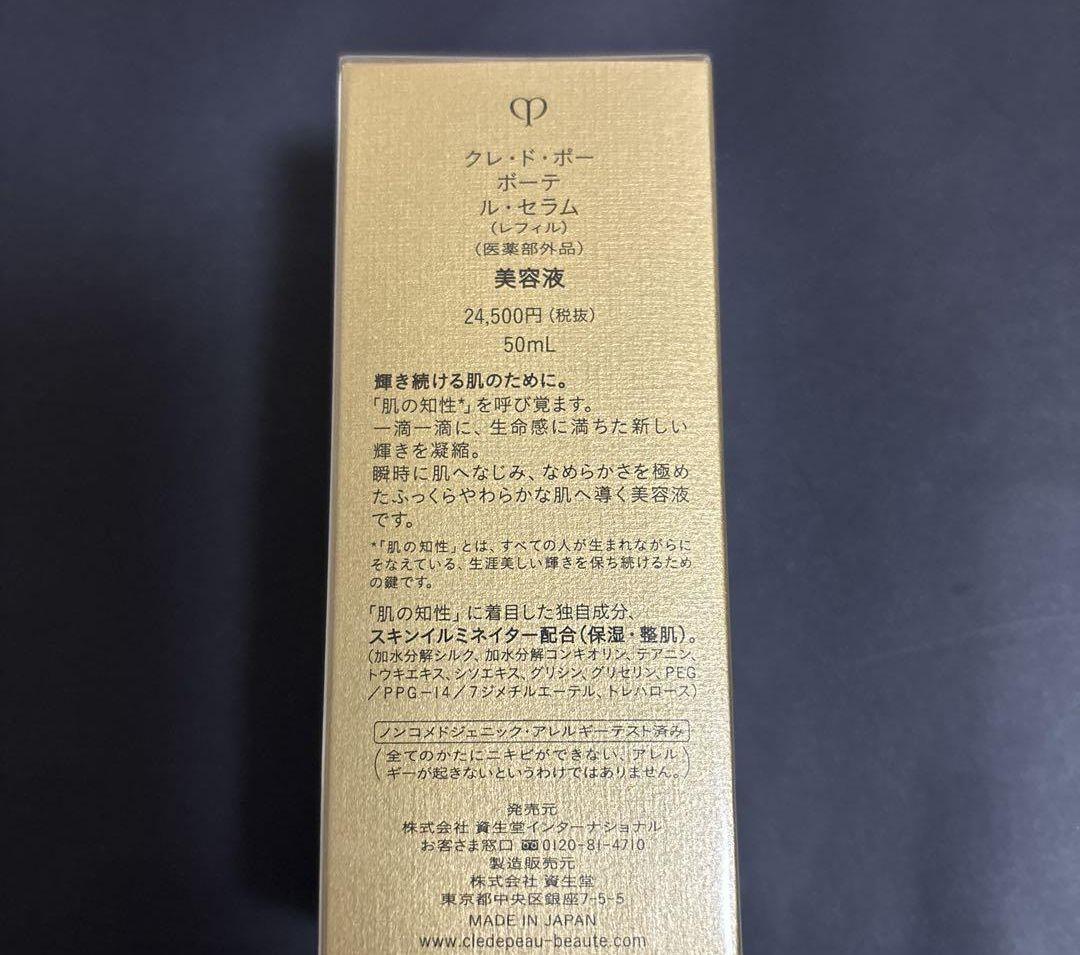 クレ・ド・ポー
ボーテ
ル・セラム
（レフィル）
（医薬部外品）
美容液
24,500円（税抜）
50mL
輝き続ける肌のために。
「肌の知性*」を呼び覚ます。
一滴一滴に、生命感に満ちた新しい
輝きを凝縮。
瞬時に肌へなじみ、なめらかさを極め
たふっくらやわらかな肌へ導く美容液
です。
*「肌の知性」とは、すべての人が生まれながらに
そなえている、生涯美しい輝きを保ち続けるため
の鍵です。
「肌の知性」に着目した独自成分、
スキンイルミネイター配合（保湿・整肌）。
（加水分解シルク、加水分解コンキオリン、テアニン、
トウキエキス、シソエキス、グリシン、グリセリン、PEG
／PPG−14／7ジメチルエーテル、トレハロース）
ノンコメドジェニック・アレルギーテスト済み
（全てのかたにニキビができない、アレル
ギーが起きないというわけではありません。）
発売元
株式会社 資生堂インターナショナル
お客さま窓口 0120-81-4710
製造販売元
株式会社 資生堂
東京都中央区銀座7-5-5
MADE IN JAPAN
www.cledepeau-beaute.com